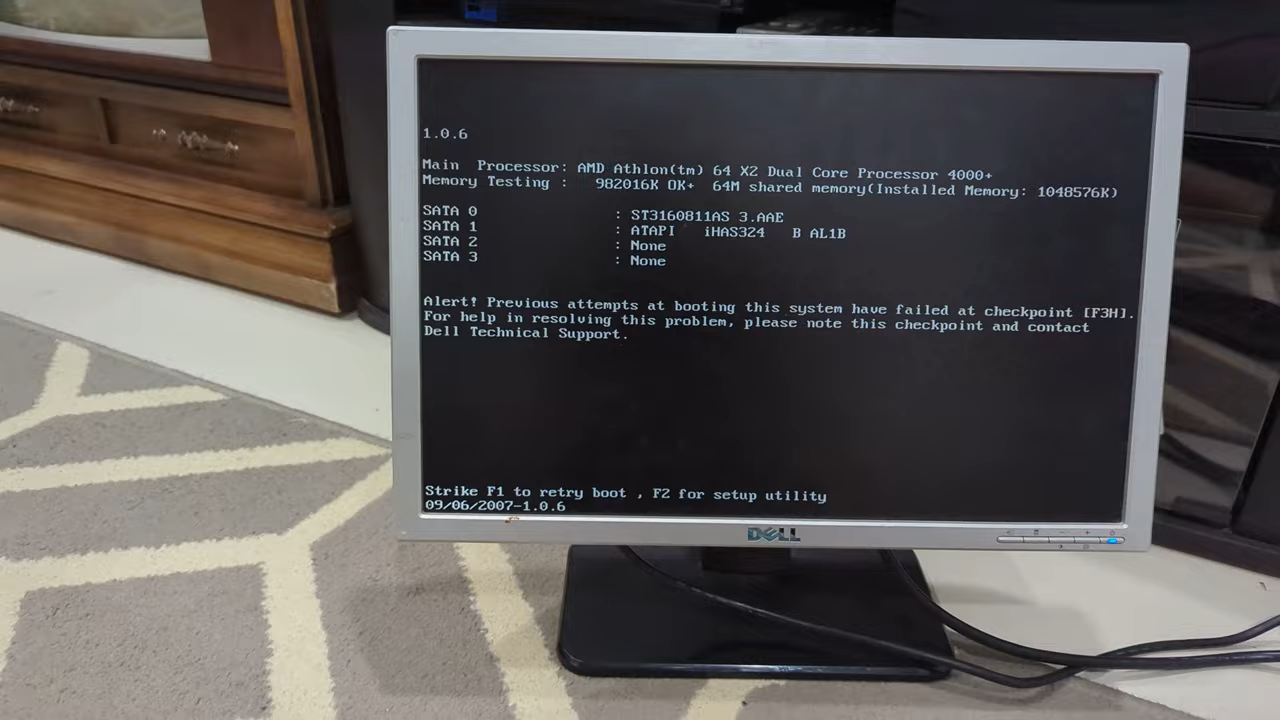 1.0.6
Main Processor: AMD Athlon(tm) 64 X2 Dual Core Processor 4000+
Memory Testing : 982016K OK+ 64M shared memory(Installed Memory: 1048576K)
SATA 0 : ST3160811AS 3.AAE
SATA 1 : ATAPI iHAS324 B AL1B
SATA 2 : None
SATA 3 : None
Alert! Previous attempts at booting this system have failed at checkpoint [F3H].
For help in resolving this problem, please note this checkpoint and contact
Dell Technical Support.
Strike F1 to retry boot , F2 for setup utility
09/06/2007-1.0.6
DELL